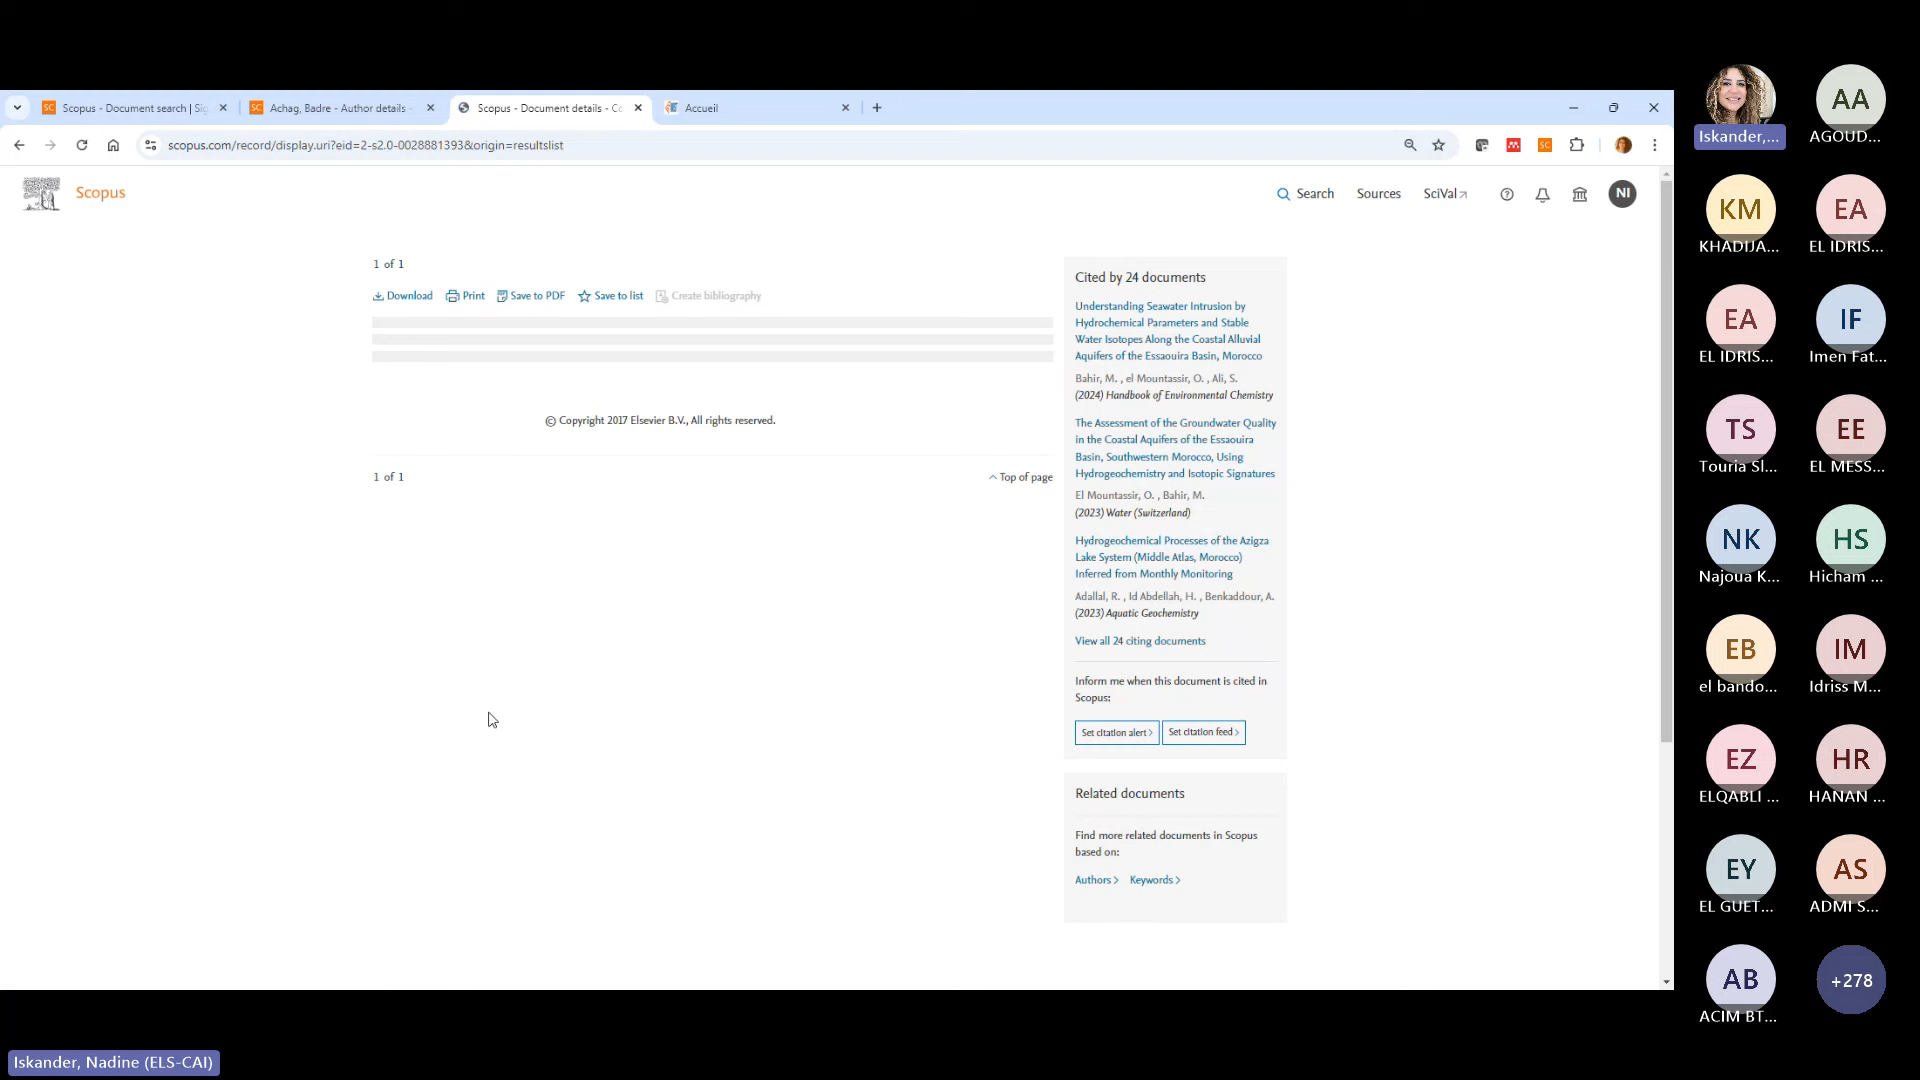 Scopus - Document search | Sig
Achag, Badre - Author details -
Scopus - Document details - Co
Accueil
scopus.com/record/display.uri?eid=2-s2.0-0028881393&origin=resultslist
Scopus
Search
Sources
SciVal
NI
1 of 1
Download
Print
Save to PDF
Save to list
Create bibliography
© Copyright 2017 Elsevier B.V., All rights reserved.
1 of 1
Top of page
Cited by 24 documents
Understanding Seawater Intrusion by
Hydrochemical Parameters and Stable
Water Isotopes Along the Coastal Alluvial
Aquifers of the Essaouira Basin, Morocco
Bahir, M. , el Mountassir, O. , Ali, S.
(2024) Handbook of Environmental Chemistry
The Assessment of the Groundwater Quality
in the Coastal Aquifers of the Essaouira
Basin, Southwestern Morocco, Using
Hydrogeochemistry and Isotopic Signatures
El Mountassir, O. , Bahir, M.
(2023) Water (Switzerland)
Hydrogeochemical Processes of the Azigza
Lake System (Middle Atlas, Morocco)
Inferred from Monthly Monitoring
Adallal, R. , Id Abdellah, H. , Benkaddour, A.
(2023) Aquatic Geochemistry
View all 24 citing documents
Inform me when this document is cited in
Scopus:
Set citation alert
Set citation feed
Related documents
Find more related documents in Scopus
based on:
Authors
Keywords
Iskander,...
AA
AGOUD...
KM
KHADIJA...
EA
EL IDRIS...
EA
EL IDRIS...
IF
Imen Fat...
TS
Touria Sl...
EE
EL MESS...
NK
Najoua K...
HS
Hicham ...
EB
el bando...
IM
Idriss M...
EZ
ELQABLI ...
HR
HANAN ...
EY
EL GUET...
AS
ADMI S...
AB
ACIM BT...
+278
Iskander, Nadine (ELS-CAI)